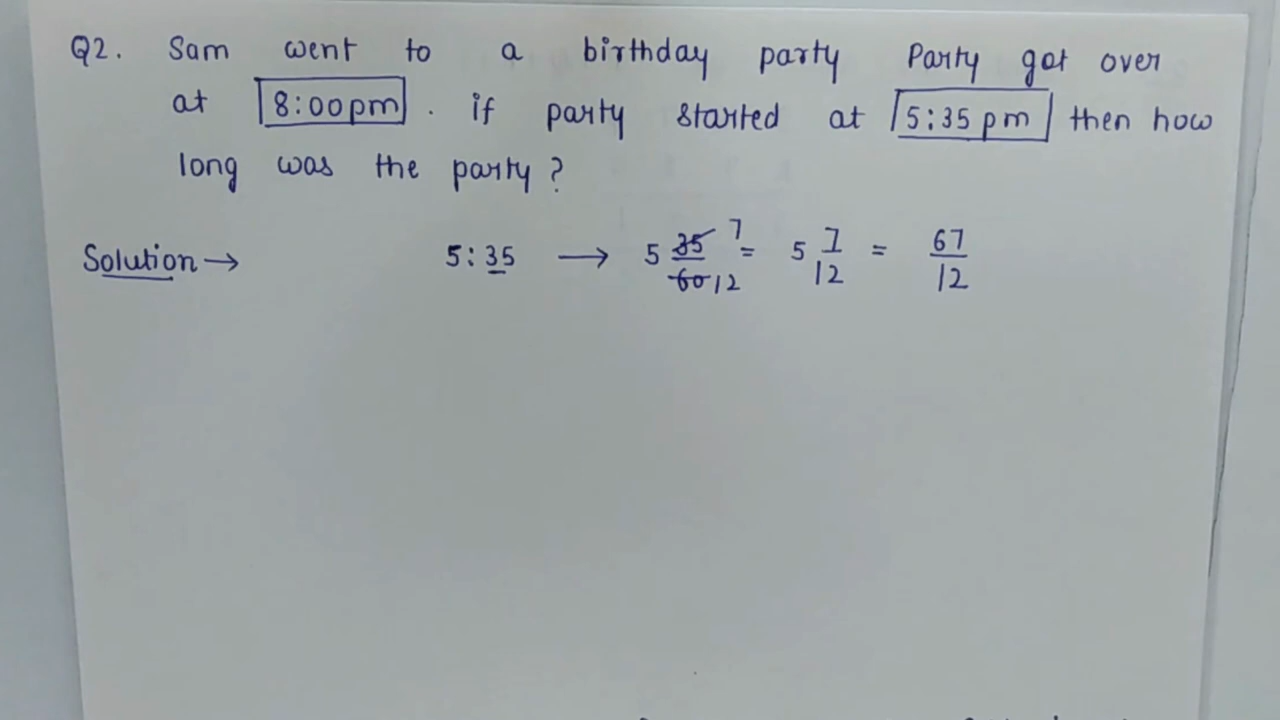 Q2. Sam went to a birthday party Party got over
at 8:00pm . if party started at 5:35 pm then how
long was the party ?
Solution → 5:35 → 5 35/60 7/12 = 5 7/12 = 67/12